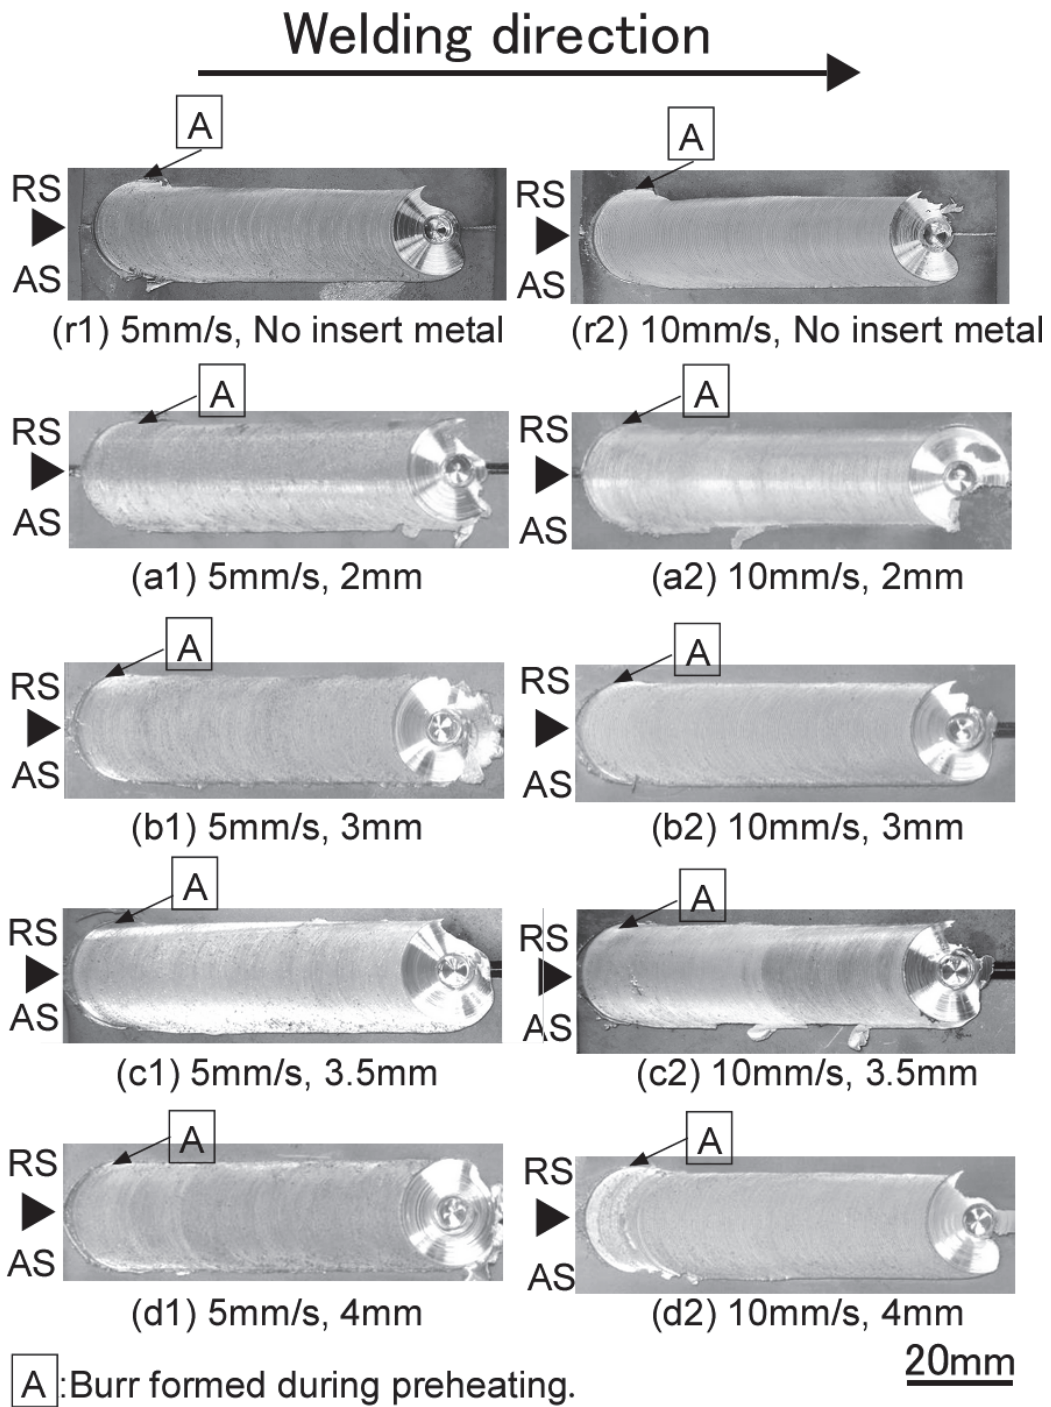 Welding direction
A A
RS RS
AS AS
(r1) 5mm/s, No insert metal (r2) 10mm/s, No insert metal
A A
RS RS
AS AS
(a1) 5mm/s, 2mm (a2) 10mm/s, 2mm
A A
RS RS
AS AS
(b1) 5mm/s, 3mm (b2) 10mm/s, 3mm
A A
RS RS
AS AS
(c1) 5mm/s, 3.5mm (c2) 10mm/s, 3.5mm
A A
RS RS
AS AS
(d1) 5mm/s, 4mm (d2) 10mm/s, 4mm
20mm
A :Burr formed during preheating.